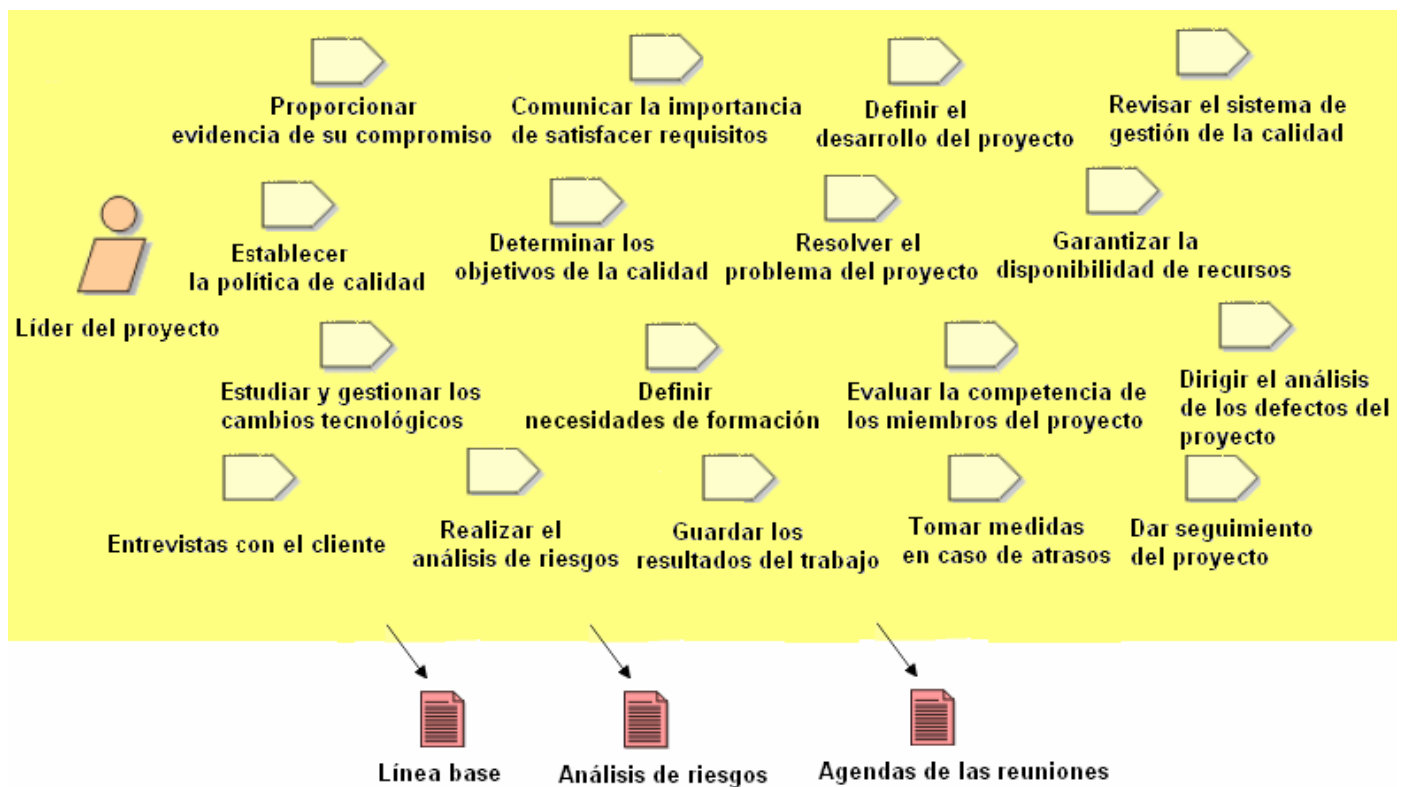 Proporcionar
evidencia de su compromiso
Comunicar la importancia
de satisfacer requisitos
Definir el
desarrollo del proyecto
Revisar el sistema de
gestión de la calidad
Líder del proyecto
Establecer
la política de calidad
Determinar los
objetivos de la calidad
Resolver el
problema del proyecto
Garantizar la
disponibilidad de recursos
Estudiar y gestionar los
cambios tecnológicos
Definir
necesidades de formación
Evaluar la competencia de
los miembros del proyecto
Dirigir el análisis
de los defectos del
proyecto
Entrevistas con el cliente
Realizar el
análisis de riesgos
Guardar los
resultados del trabajo
Tomar medidas
en caso de atrasos
Dar seguimiento
del proyecto
Línea base
Análisis de riesgos
Agendas de las reuniones